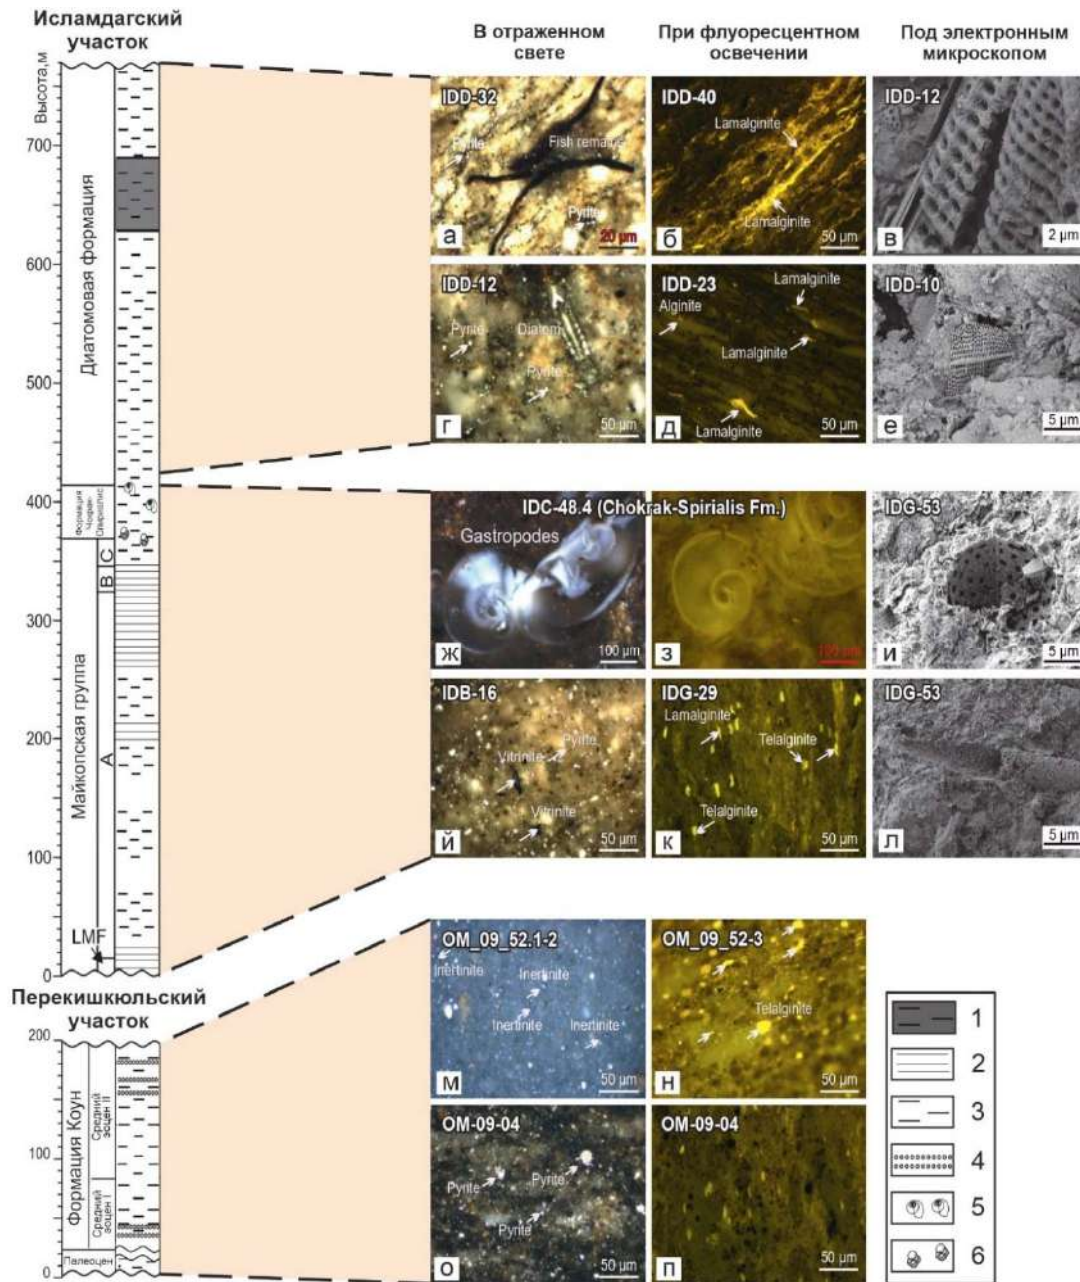 Исламдагский
участок
В отраженном
свете
При флуоресцентном
освечении
Под электронным
микроскопом
Высота,м
700
600
500
400
300
200
100
0
Диатомовая формация
Формация
Спириалис
Майкопская группа
C
B
A
LMF
IDD-32
Pyrite
Fish remains
Pyrite
20 µm
а
IDD-40
Lamalginite
Lamalginite
50 µm
б
IDD-12
2 µm
в
IDD-12
Pyrite
Diatom
Pyrite
50 µm
г
IDD-23
Lamalginite
Alginite
Lamalginite
Lamalginite
50 µm
д
IDD-10
5 µm
е
IDC-48.4 (Chokrak-Spirialis Fm.)
Gastropodes
100 µm
ж
100 µm
з
IDG-53
5 µm
и
IDB-16
Pyrite
Vitrinite
Vitrinite
50 µm
й
IDG-29
Lamalginite
Telalginite
Telalginite
50 µm
к
IDG-53
5 µm
л
Перекишкюльский
участок
200
100
0
Формация Коун
Средний
эоцен II
Средний
эоцен I
Палеоцен
OM_09_52.1-2
Inertinite
Inertinite
Inertinite
Inertinite
50 µm
м
OM_09_52-3
Telalginite
50 µm
н
OM-09-04
Pyrite
Pyrite
Pyrite
50 µm
о
OM-09-04
50 µm
п
1
2
3
4
5
6